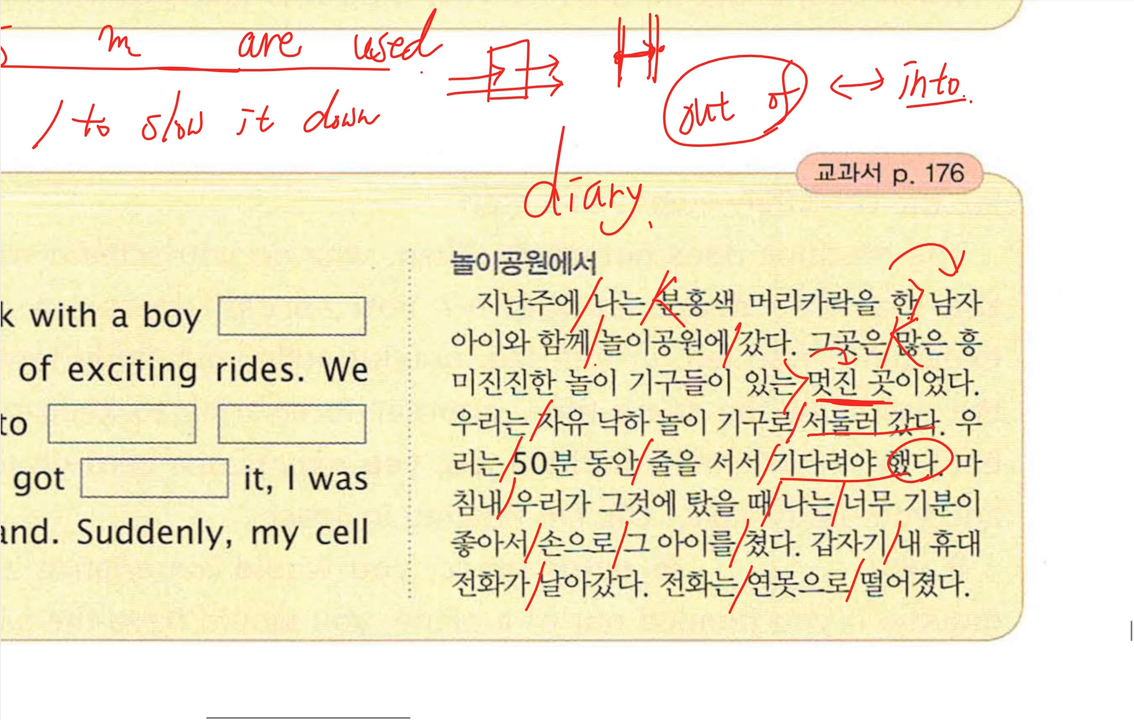 m are used
/ to slow it down
out of ↔ into.
diary.
교과서 p. 176
k with a boy
of exciting rides. We
to
got it, I was
and. Suddenly, my cell
놀이공원에서
지난주에 나는 분홍색 머리카락을 한 남자
아이와 함께 놀이공원에 갔다. 그곳은 많은 흥
미진진한 놀이 기구들이 있는 멋진 곳이었다.
우리는 자유 낙하 놀이 기구로 서둘러 갔다. 우
리는 50분 동안 줄을 서서 기다려야 했다. 마
침내 우리가 그것에 탔을 때 나는 너무 기분이
좋아서 손으로 그 아이를 쳤다. 갑자기 내 휴대
전화가 날아갔다. 전화는 연못으로 떨어졌다.